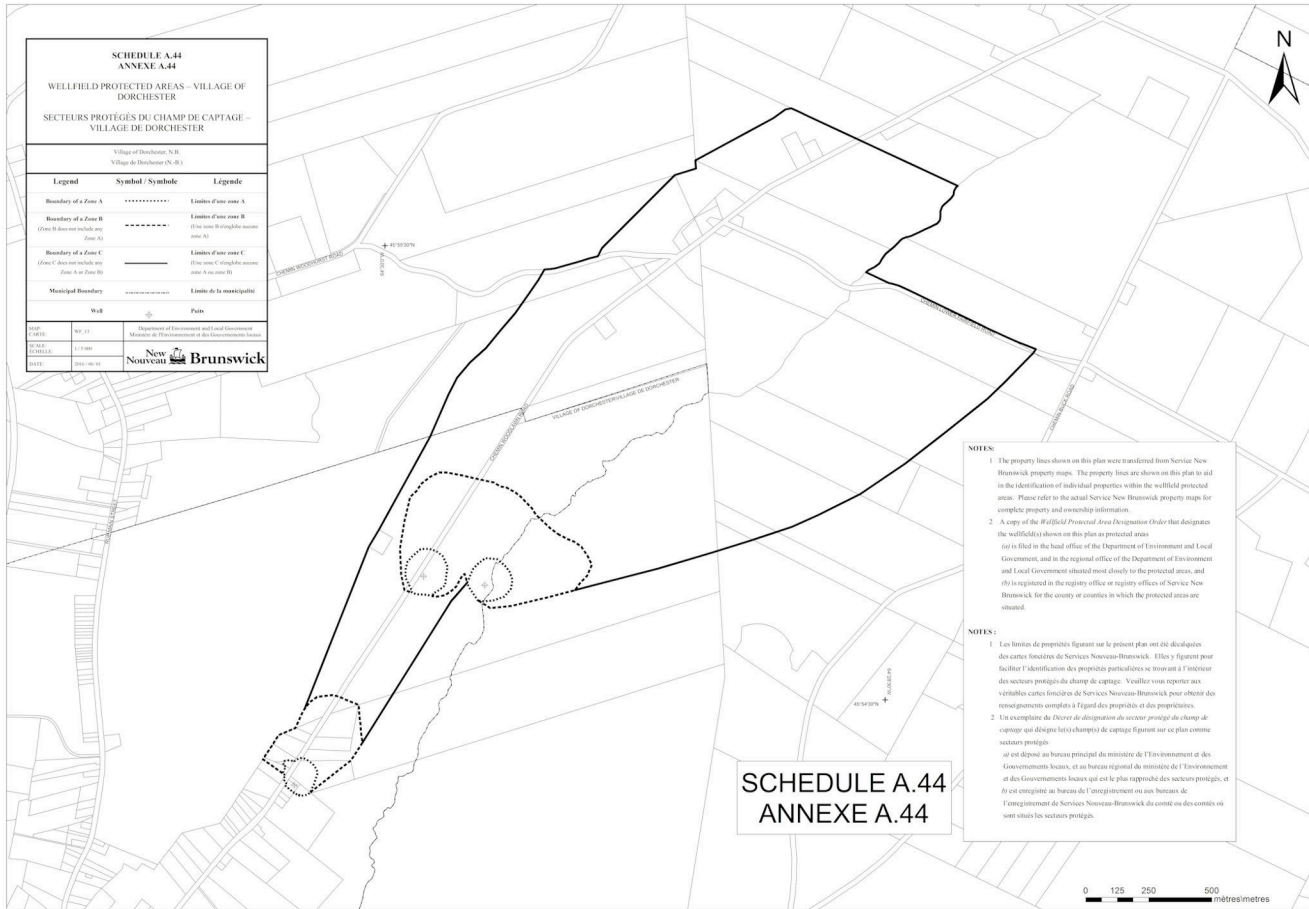 SCHEDULE A.44
ANNEXE A.44
WELLFIELD PROTECTED AREAS – VILLAGE OF
DORCHESTER
SECTEURS PROTÉGÉS DU CHAMP DE CAPTAGE –
VILLAGE DE DORCHESTER
Village of Dorchester, N.B.
Village de Dorchester (N.-B.)
Legend Symbol / Symbole Légende
Boundary of a Zone A Limites d'une zone A
Boundary of a Zone B Limites d'une zone B
(Zone B does not include any (Une zone B n'englobe aucune
Zone A) zone A)
Boundary of a Zone C Limites d'une zone C
(Zone C does not include any (Une zone C n'englobe aucune
Zone A or Zone B) zone A ou zone B)
Municipal Boundary Limite de la municipalité
Well Puits
MAP: WF_13 Department of Environment and Local Government
CARTE: Ministère de l'Environnement et des Gouvernements locaux
SCALE:
ÉCHELLE:
New
Nouveau Brunswick
DATE:
N
45°55'30"N
CHEMIN WOODHURST ROAD
CHEMIN WOODLAWN ROAD
VILLAGE OF DORCHESTER/VILLAGE DE DORCHESTER
CHEMIN BUCK ROAD
STREET
NOTES:
1 The property lines shown on this plan were transferred from Service New
Brunswick property maps. The property lines are shown on this plan to aid
in the identification of individual properties within the wellfield protected
areas. Please refer to the actual Service New Brunswick property maps for
complete property and ownership information.
2 A copy of the Wellfield Protected Area Designation Order that designates
the wellfield(s) shown on this plan as protected areas
(a) is filed in the head office of the Department of Environment and Local
Government, and in the regional office of the Department of Environment
and Local Government situated most closely to the protected areas, and
(b) is registered in the registry office or registry offices of Service New
Brunswick for the county or counties in which the protected areas are
situated.
NOTES :
1 Les limites de propriétés figurant sur le présent plan ont été décalquées
des cartes foncières de Services Nouveau-Brunswick. Elles y figurent pour
faciliter l'identification des propriétés particulières se trouvant à l'intérieur
des secteurs protégés du champ de captage. Veuillez vous reporter aux
véritables cartes foncières de Services Nouveau-Brunswick pour obtenir des
renseignements complets à l'égard des propriétés et des propriétaires.
2 Un exemplaire du Décret de désignation du secteur protégé du champ de
captage qui désigne le(s) champ(s) de captage figurant sur ce plan comme
secteurs protégés
a) est déposé au bureau principal du ministère de l'Environnement et des
Gouvernements locaux, et au bureau régional du ministère de l'Environnement
et des Gouvernements locaux qui est le plus rapproché des secteurs protégés, et
b) est enregistré au bureau de l'enregistrement ou aux bureaux de
l'enregistrement de Services Nouveau-Brunswick du comté ou des comtés où
sont situés les secteurs protégés.
45°54'30"N
SCHEDULE A.44
ANNEXE A.44
0 125 250 500
mètres\metres